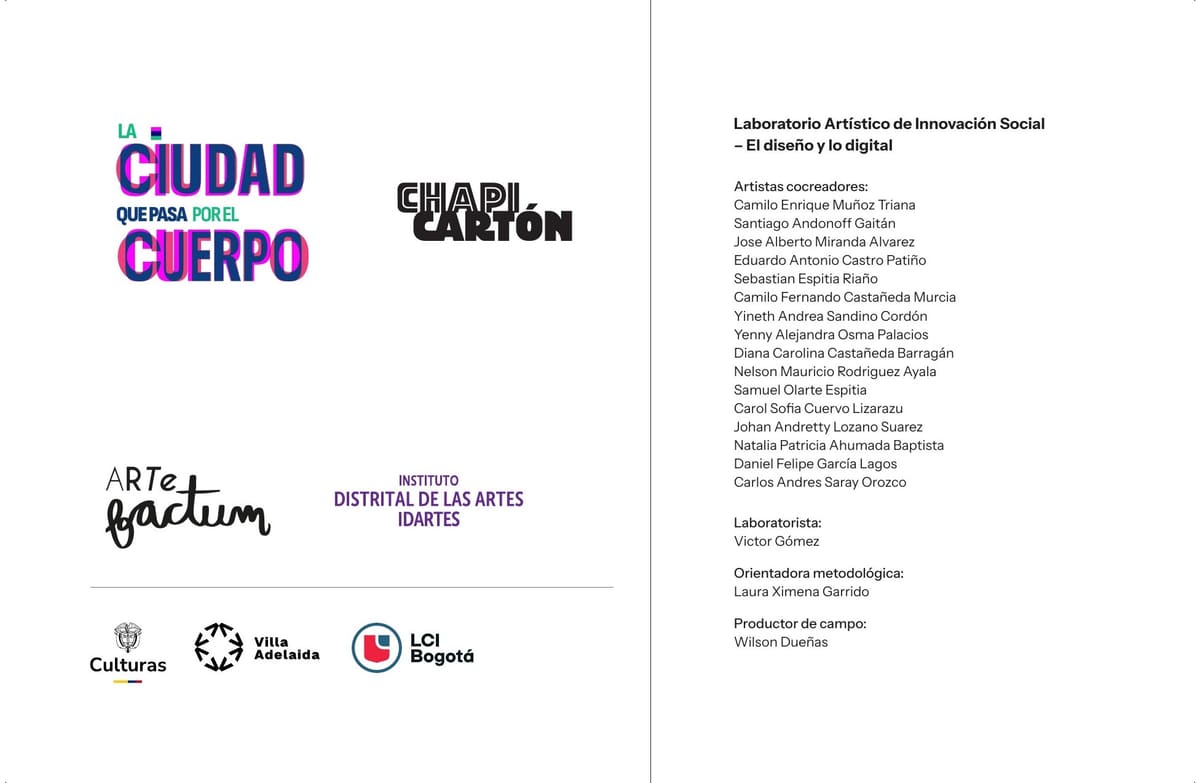 LA
CIUDAD
QUE PASA POR EL
CUERPO
CHAPI
CARTÓN
ARTe
factum
INSTITUTO
DISTRITAL DE LAS ARTES
IDARTES
Culturas
Villa
Adelaida
LCI
Bogotá
Laboratorio Artístico de Innovación Social
– El diseño y lo digital
Artistas cocreadores:
Camilo Enrique Muñoz Triana
Santiago Andonoff Gaitán
Jose Alberto Miranda Alvarez
Eduardo Antonio Castro Patiño
Sebastian Espitia Riaño
Camilo Fernando Castañeda Murcia
Yineth Andrea Sandino Cordón
Yenny Alejandra Osma Palacios
Diana Carolina Castañeda Barragán
Nelson Mauricio Rodriguez Ayala
Samuel Olarte Espitia
Carol Sofia Cuervo Lizarazu
Johan Andretty Lozano Suarez
Natalia Patricia Ahumada Baptista
Daniel Felipe García Lagos
Carlos Andres Saray Orozco
Laboratorista:
Victor Gómez
Orientadora metodológica:
Laura Ximena Garrido
Productor de campo:
Wilson Dueñas